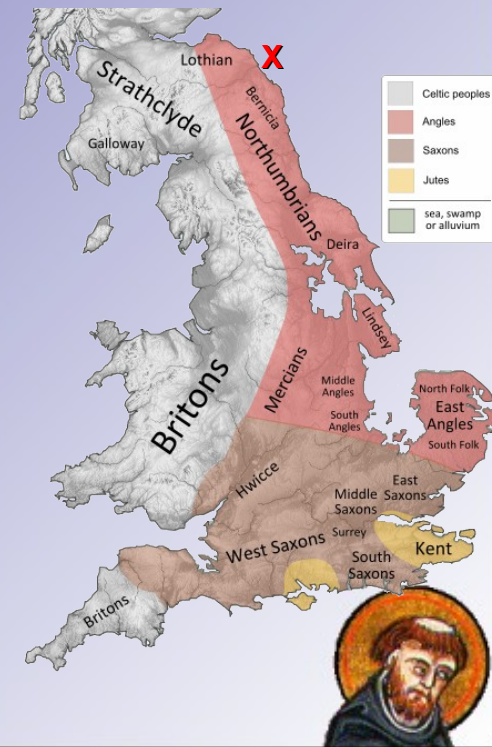 Lothian
X
Strathclyde
Bernicia
Celtic peoples
Angles
Saxons
Jutes
sea, swamp
or alluvium
Galloway
Northumbrians
Deira
Lindsey
Britons
Mercians
Middle
Angles
South
Angles
North Folk
East
Angles
South Folk
Hwicce
East
Saxons
Middle
Saxons
Surrey
West Saxons
Kent
South
Saxons
Britons